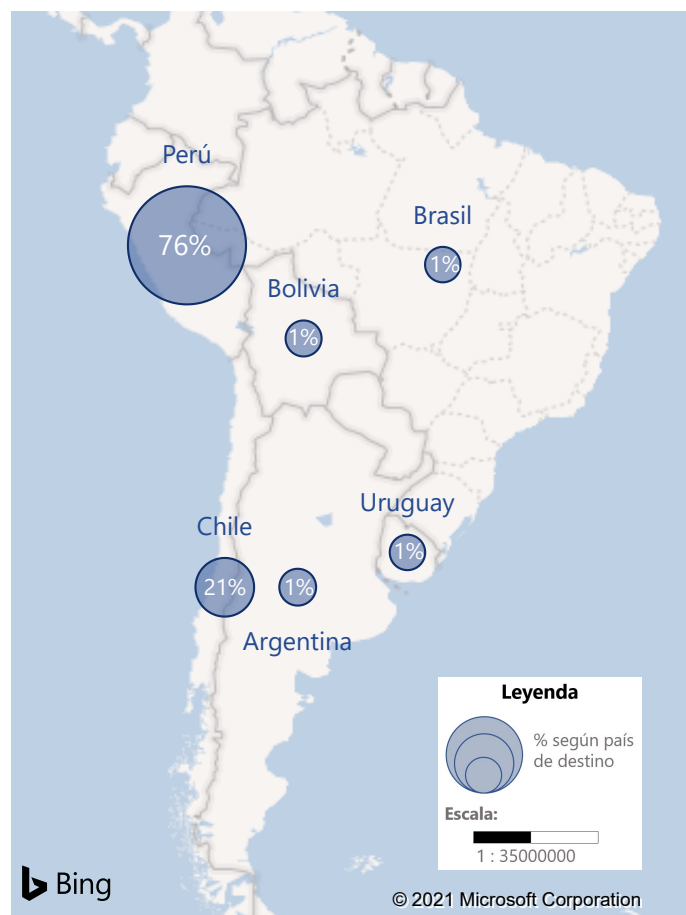 Perú
76%
Brasil
1%
Bolivia
1%
Uruguay
1%
Chile
21%
1%
Argentina
Leyenda
% según país
de destino
Escala:
1 : 35000000
Bing
© 2021 Microsoft Corporation